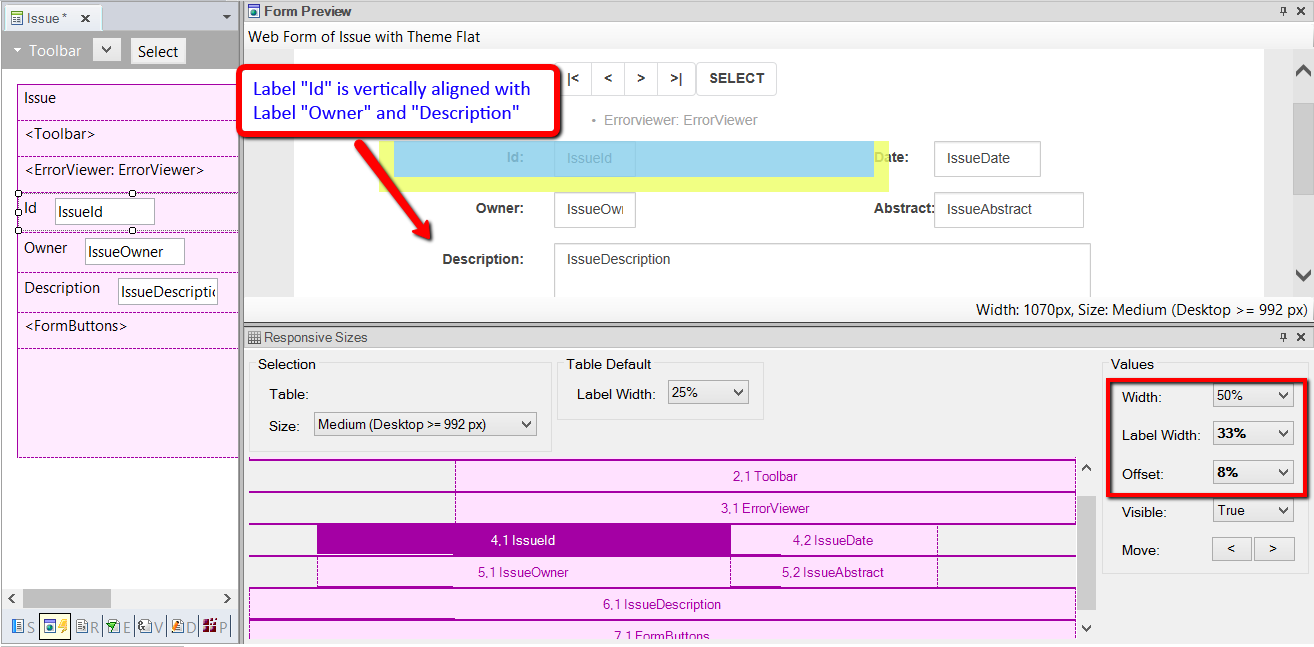 Issue *
Toolbar
Select
Issue
<Toolbar>
<ErrorViewer: ErrorViewer>
Id
IssueId
Owner
IssueOwner
Description
IssueDescriptic
<FormButtons>
S
R
E
V
D
P
Form Preview
Web Form of Issue with Theme Flat
Label "Id" is vertically aligned with
Label "Owner" and "Description"
|<
<
>
>|
SELECT
• Errorviewer: ErrorViewer
Id:
IssueId
Date:
IssueDate
Owner:
IssueOwn
Abstract:
IssueAbstract
Description:
IssueDescription
Width: 1070px, Size: Medium (Desktop >= 992 px)
Responsive Sizes
Selection
Table:
Size:
Medium (Desktop >= 992 px)
Table Default
Label Width:
25%
2,1 Toolbar
3,1 ErrorViewer
4,1 IssueId
4,2 IssueDate
5,1 IssueOwner
5,2 IssueAbstract
6,1 IssueDescription
7,1 FormButtons
Values
Width:
50%
Label Width:
33%
Offset:
8%
Visible:
True
Move:
<
>